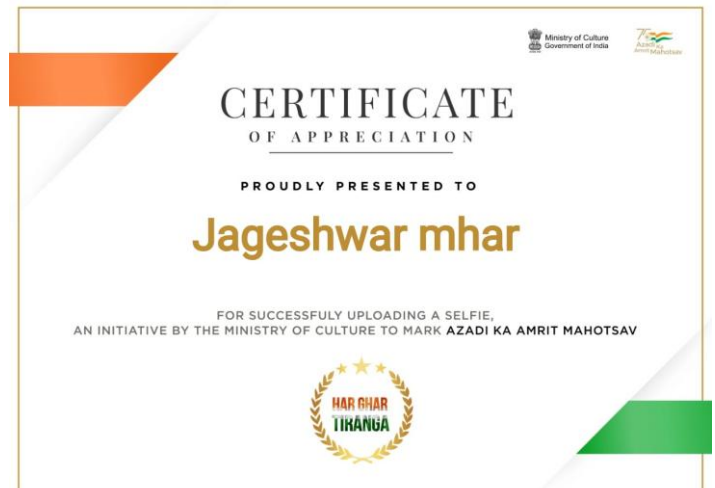 Ministry of Culture
Government of India
Azadi Ka
Amrit Mahotsav
CERTIFICATE
OF APPRECIATION
PROUDLY PRESENTED TO
Jageshwar mhar
FOR SUCCESSFULY UPLOADING A SELFIE,
AN INITIATIVE BY THE MINISTRY OF CULTURE TO MARK AZADI KA AMRIT MAHOTSAV
HAR GHAR
TIRANGA